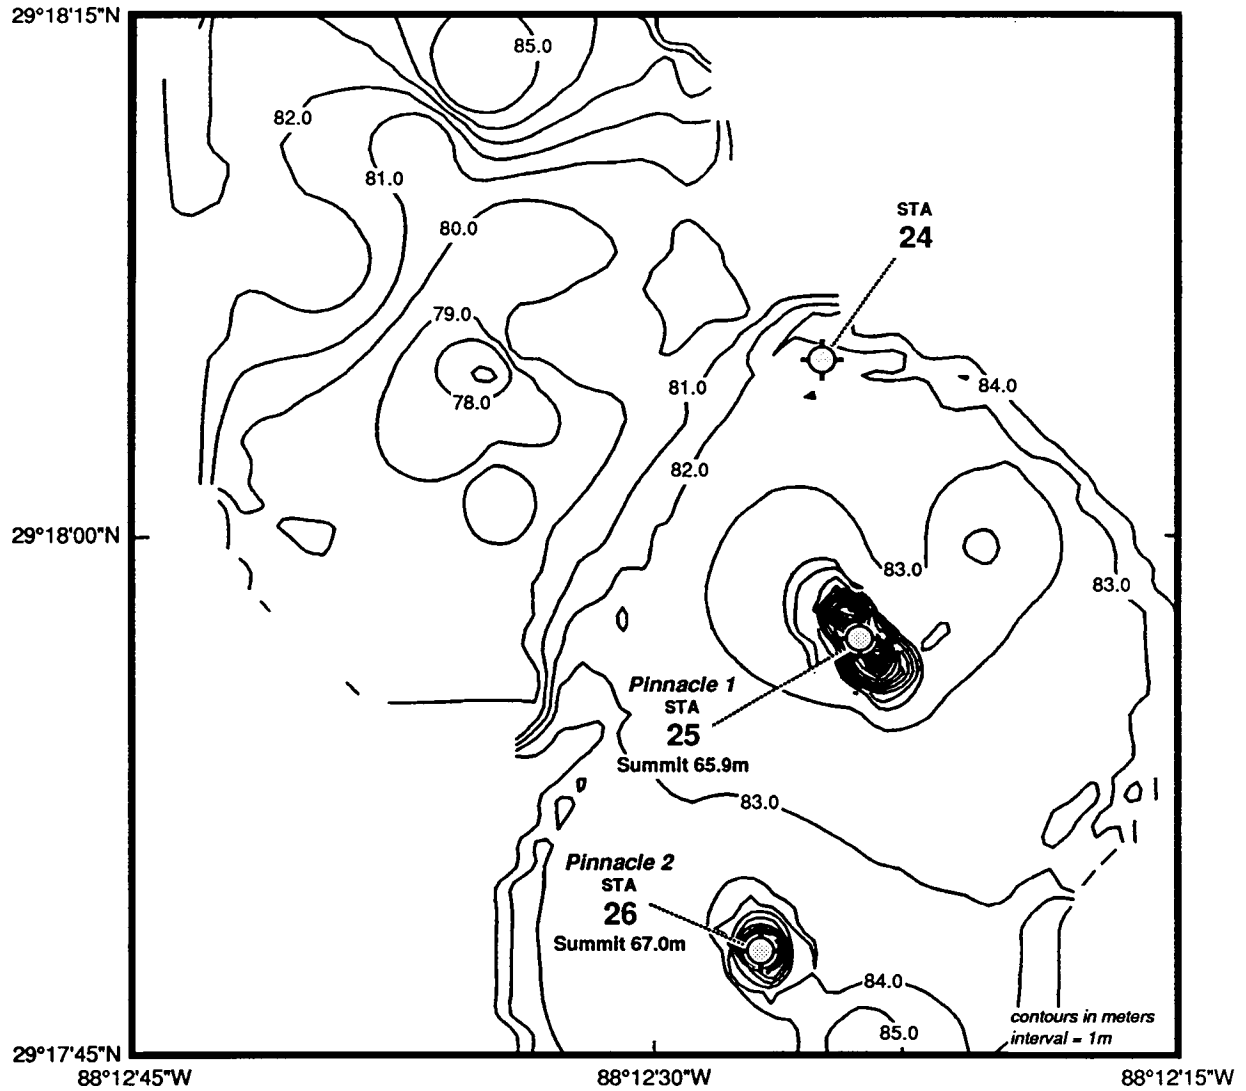 29°18'15"N
85.0
82.0
81.0
STA
24
80.0
79.0
84.0
81.0
78.0
82.0
29°18'00"N
83.0
83.0
Pinnacle 1
STA
25
Summit 65.9m
83.0
Pinnacle 2
STA
26
Summit 67.0m
84.0
contours in meters
interval = 1m
85.0
29°17'45"N
88°12'45"W
88°12'30"W
88°12'15"W